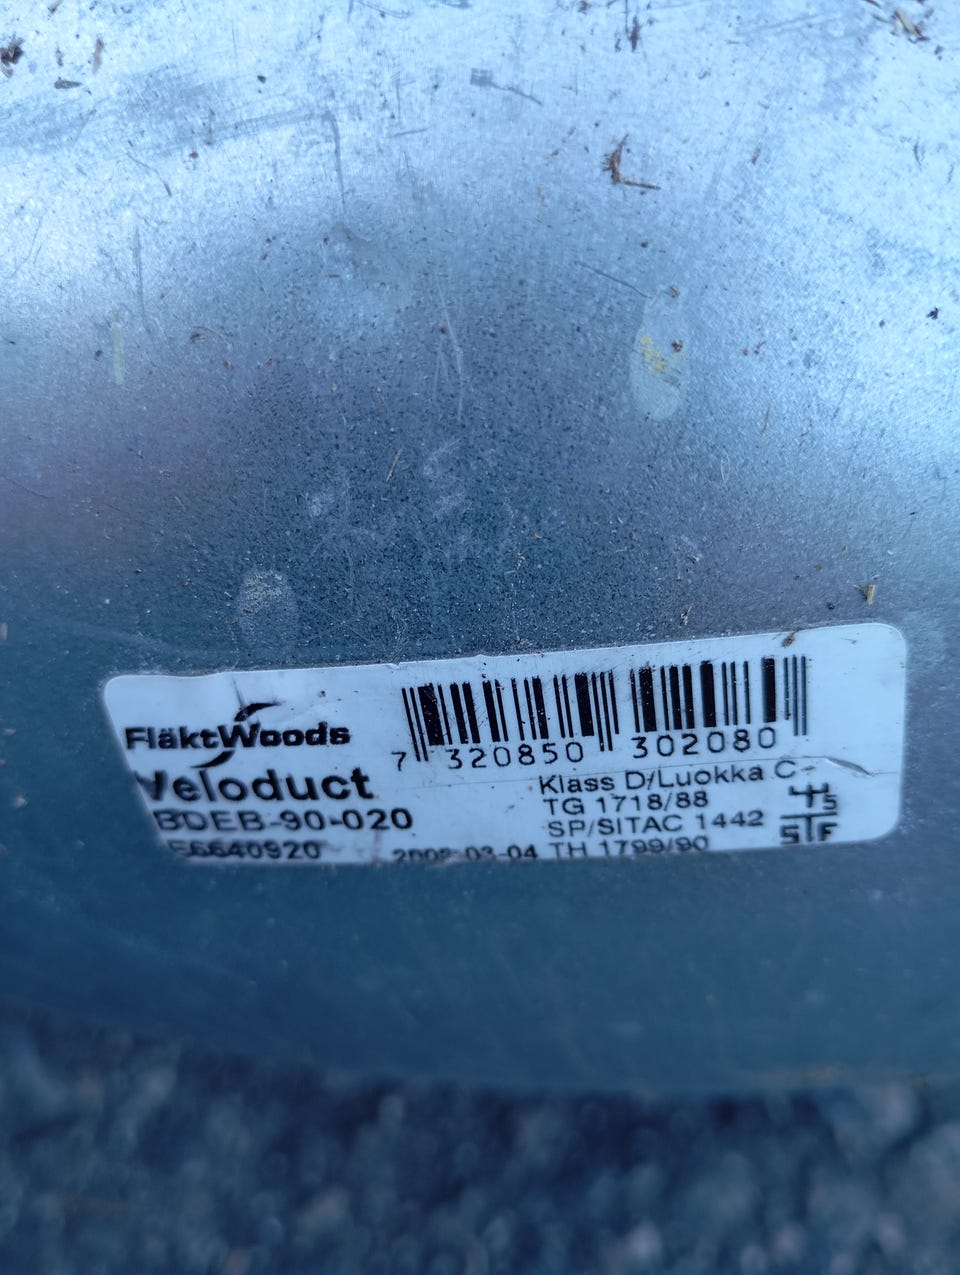 FläktWoods
7 320850 302080
Veloduct
Klass D/Luokka C
TG 1718/88
BDEB-90-020
SP/SITAC 1442
TH 1799/90